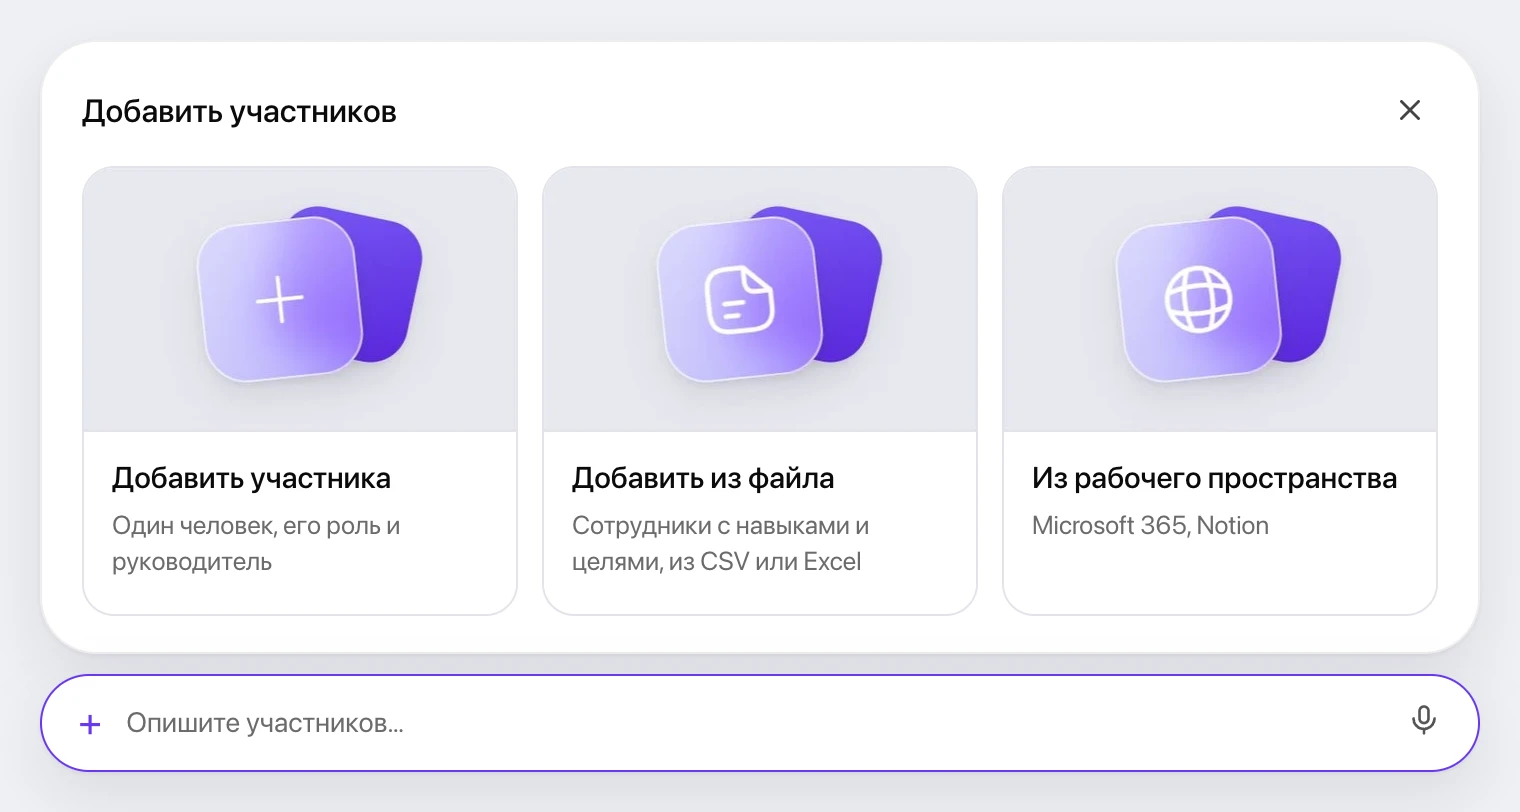 Добавить участников
Добавить участника
Один человек, его роль и
руководитель
Добавить из файла
Сотрудники с навыками и
целями, из CSV или Excel
Из рабочего пространства
Microsoft 365, Notion
Опишите участников...